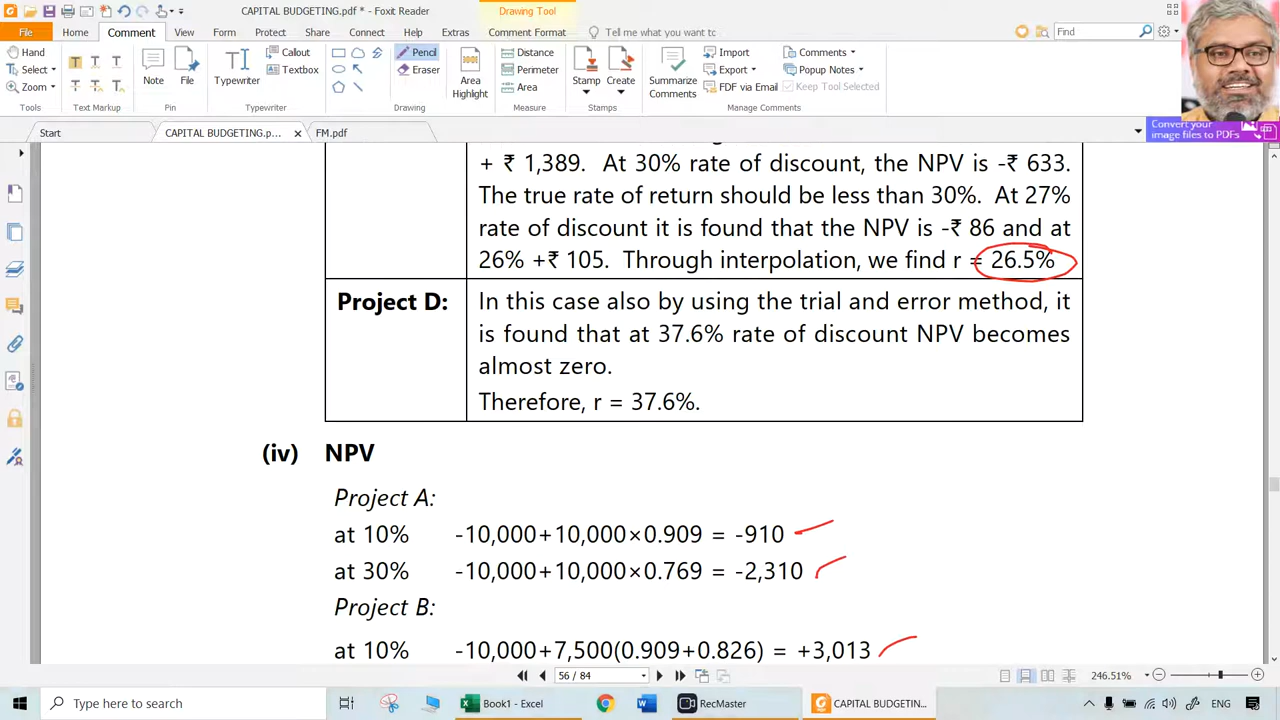 CAPITAL BUDGETING.pdf * - Foxit Reader
Drawing Tool
File Home Comment View Form Protect Share Connect Help Extras Comment Format Tell me what you want tc Find
Hand
Select
Zoom
Tools
Text Markup
Note
File
Pin
Typewriter
Callout
Textbox
Typewriter
Pencil
Eraser
Drawing
Area
Highlight
Distance
Perimeter
Area
Measure
Stamp
Create
Stamps
Summarize
Comments
Import
Export
FDF via Email
Comments
Popup Notes
Keep Tool Selected
Manage Comments
Start CAPITAL BUDGETING.p... FM.pdf
Convert your
image files to PDFs
+ ₹ 1,389. At 30% rate of discount, the NPV is -₹ 633.
The true rate of return should be less than 30%. At 27%
rate of discount it is found that the NPV is -₹ 86 and at
26% +₹ 105. Through interpolation, we find r = 26.5%
Project D: In this case also by using the trial and error method, it
is found that at 37.6% rate of discount NPV becomes
almost zero.
Therefore, r = 37.6%.
(iv) NPV
Project A:
at 10% -10,000+10,000×0.909 = -910
at 30% -10,000+10,000×0.769 = -2,310
Project B:
at 10% -10,000+7,500(0.909+0.826) = +3,013
56 / 84
246.51%
Type here to search
Book1 - Excel
RecMaster
CAPITAL BUDGETIN...
ENG